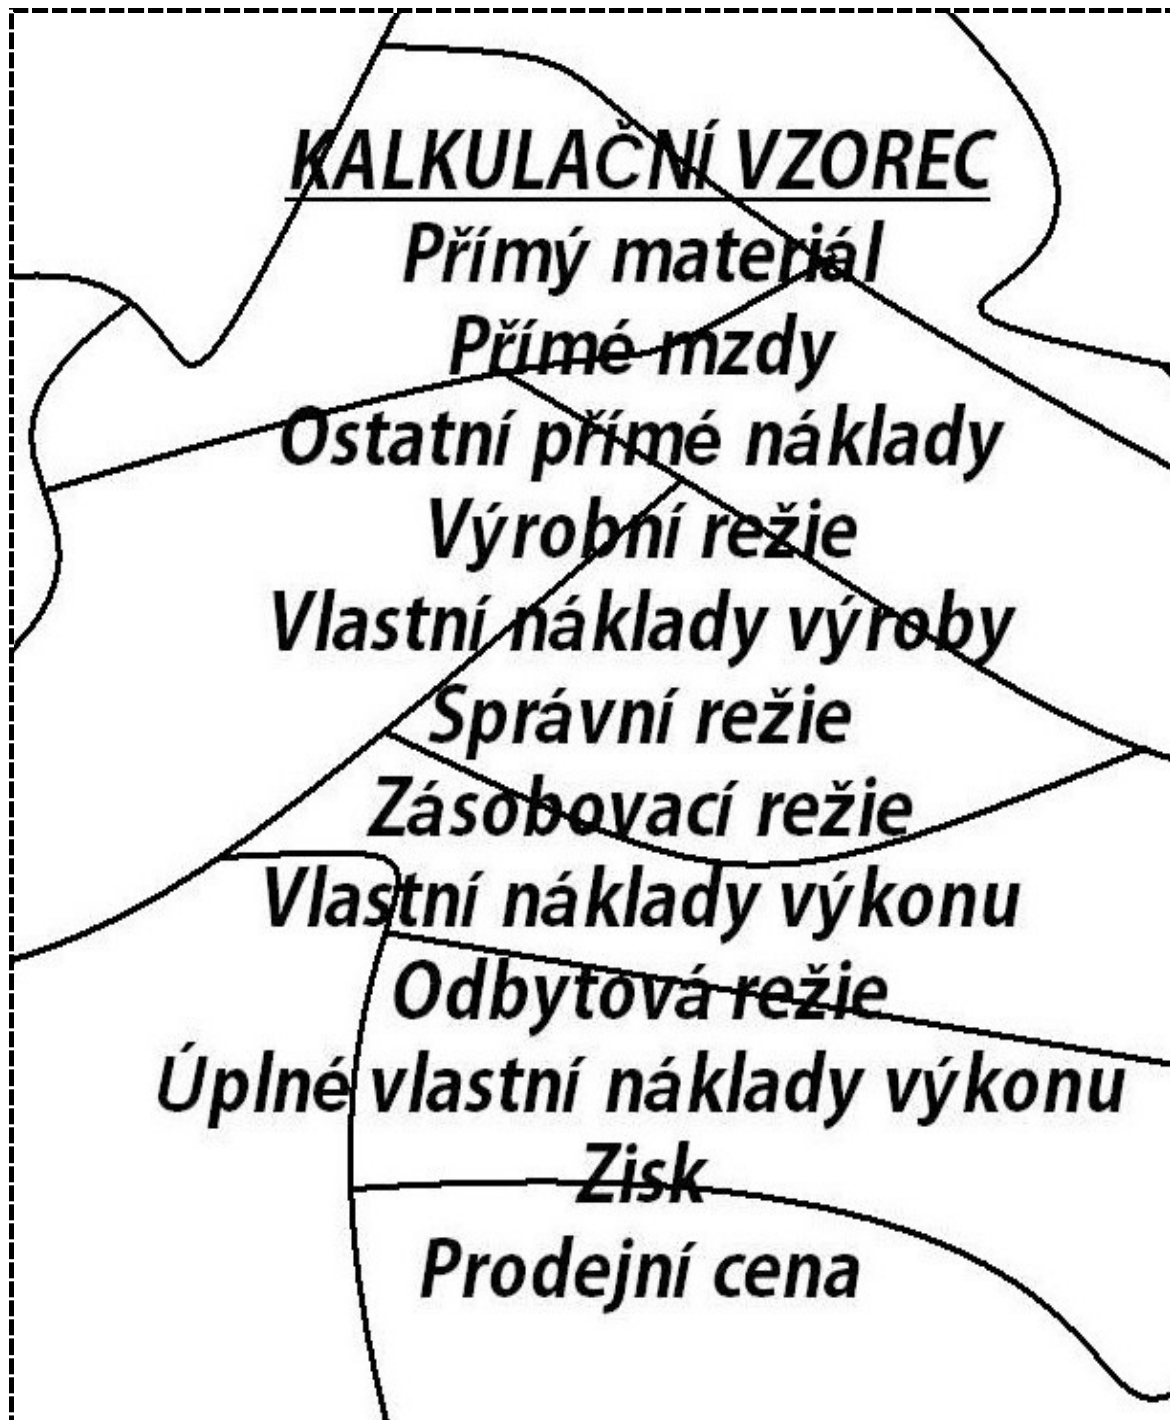 KALKULAČNÍ VZOREC
Přímý materiál
Přímé mzdy
Ostatní přímé náklady
Výrobní režie
Vlastní náklady výroby
Správní režie
Zásobovací režie
Vlastní náklady výkonu
Odbytová režie
Úplné vlastní náklady výkonu
Zisk
Prodejní cena